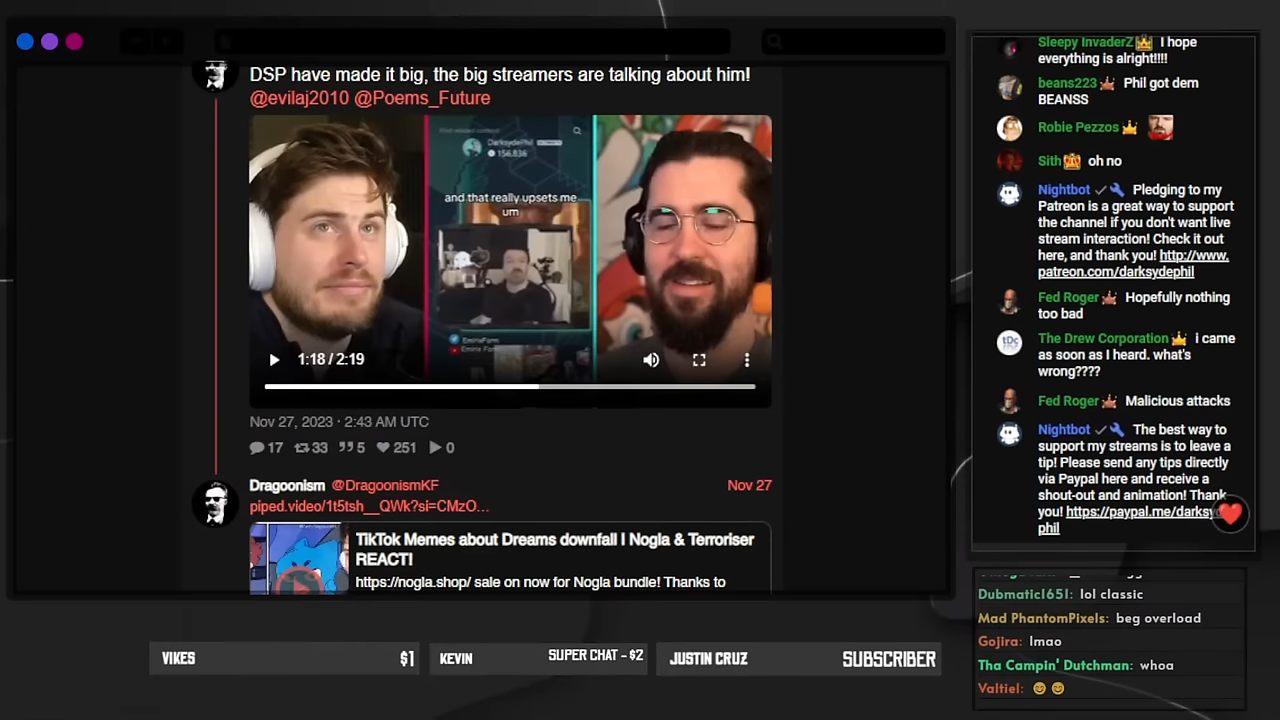 DSP have made it big, the big streamers are talking about him!
@evilaj2010 @Poems_Future
DarksydePhil
156,836
and that really upsets me
um
EmiriaFarm
1:18 / 2:19
Nov 27, 2023 · 2:43 AM UTC
17 33 5 251 0
Dragoonism @DragoonismKF Nov 27
piped.video/1t5tsh__QWk?si=CMzO...
TikTok Memes about Dreams downfall I Nogla & Terroriser
REACT!
https://nogla.shop/ sale on now for Nogla bundle! Thanks to
VIKES $1
KEVIN SUPER CHAT - $2
JUSTIN CRUZ SUBSCRIBER
Sleepy InvaderZ I hope
everything is alright!!!!
beans223 Phil got dem
BEANSS
Robie Pezzos
Sith oh no
Nightbot Pledging to my
Patreon is a great way to support
the channel if you don't want live
stream interaction! Check it out
here, and thank you! http://www.
patreon.com/darksydephil
Fed Roger Hopefully nothing
too bad
tDc
The Drew Corporation i came
as soon as I heard. what's
wrong????
Fed Roger Malicious attacks
Nightbot The best way to
support my streams is to leave a
tip! Please send any tips directly
via Paypal here and receive a
shout-out and animation! Thank
you! https://paypal.me/darksy
phil
Dubmatic1651: lol classic
Mad PhantomPixels: beg overload
Gojira: lmao
Tha Campin' Dutchman: whoa
Valtiel: